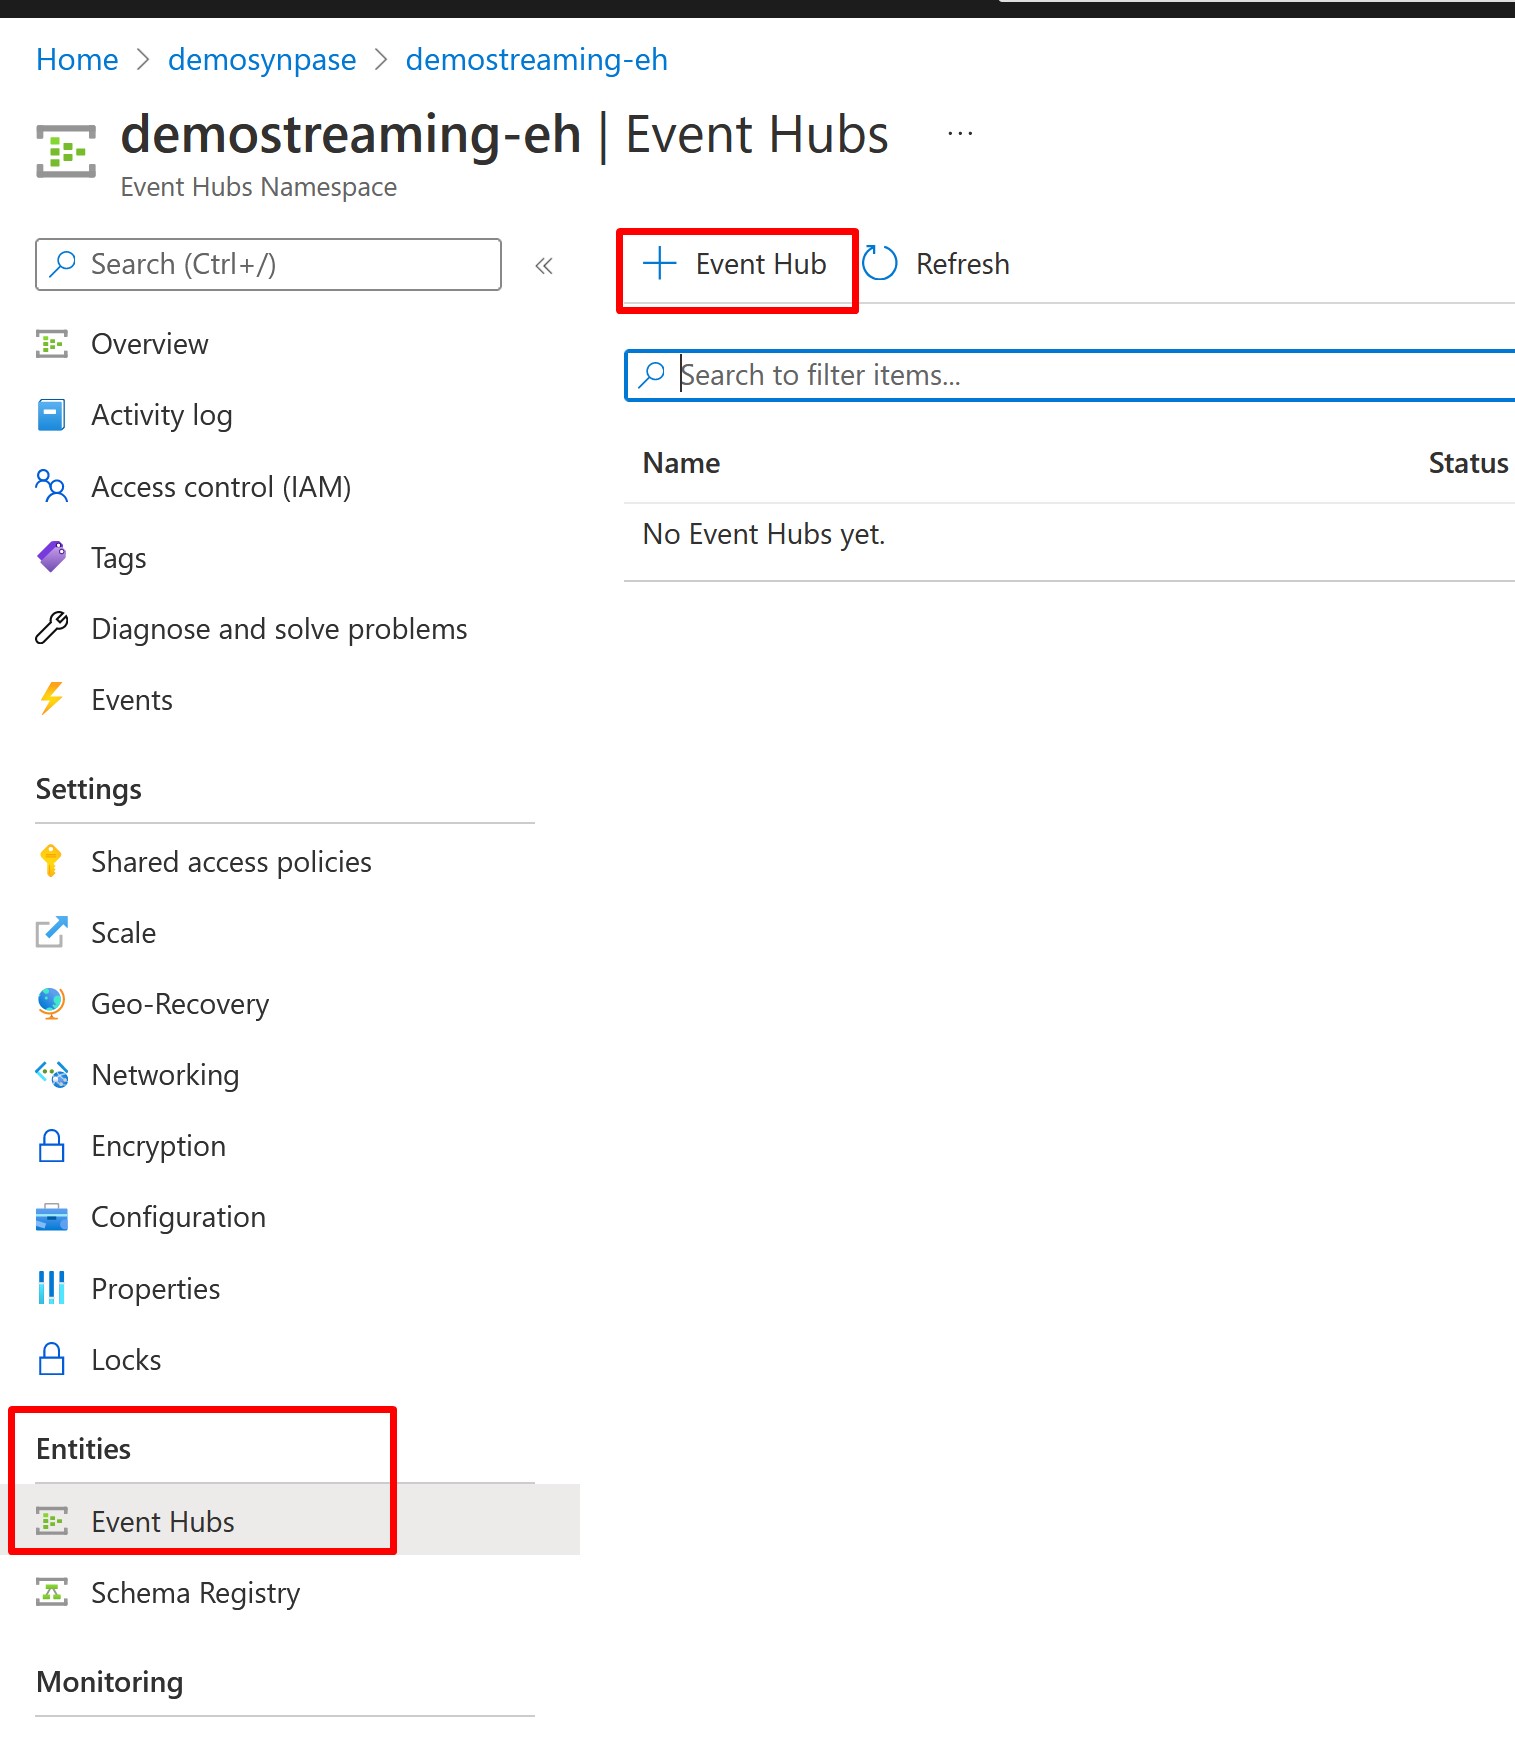 Home > demosynpase > demostreaming-eh
demostreaming-eh | Event Hubs ...
Event Hubs Namespace
Search (Ctrl+/)
«
Overview
Activity log
Access control (IAM)
Tags
Diagnose and solve problems
Events
Settings
Shared access policies
Scale
Geo-Recovery
Networking
Encryption
Configuration
Properties
Locks
Entities
Event Hubs
Schema Registry
Monitoring
+ Event Hub Refresh
Search to filter items...
Name Status
No Event Hubs yet.